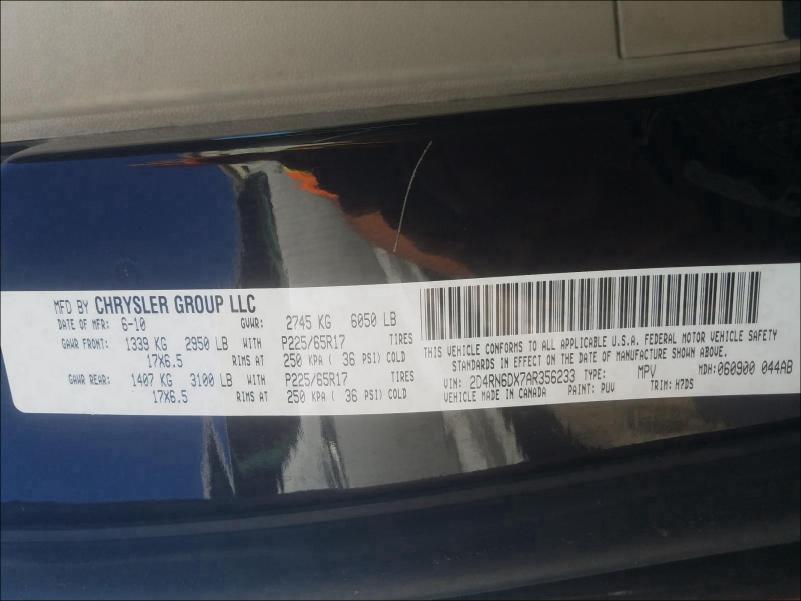 MFD BY CHRYSLER GROUP LLC
DATE OF MFR: 6-10 GVWR: 2745 KG 6050 LB
GAWR FRONT: 1339 KG 2950 LB WITH P225/65R17 TIRES
17X6.5 RIMS AT 250 KPA ( 36 PSI) COLD
GAWR REAR: 1407 KG 3100 LB WITH P225/65R17 TIRES
17X6.5 RIMS AT 250 KPA ( 36 PSI) COLD
THIS VEHICLE CONFORMS TO ALL APPLICABLE U.S.A. FEDERAL MOTOR VEHICLE SAFETY
STANDARDS IN EFFECT ON THE DATE OF MANUFACTURE SHOWN ABOVE.
VIN: 2D4RN6DX7AR356233 TYPE: MPV MDH: 060900 044AB
VEHICLE MADE IN CANADA PAINT: PUV TRIM: H7DS